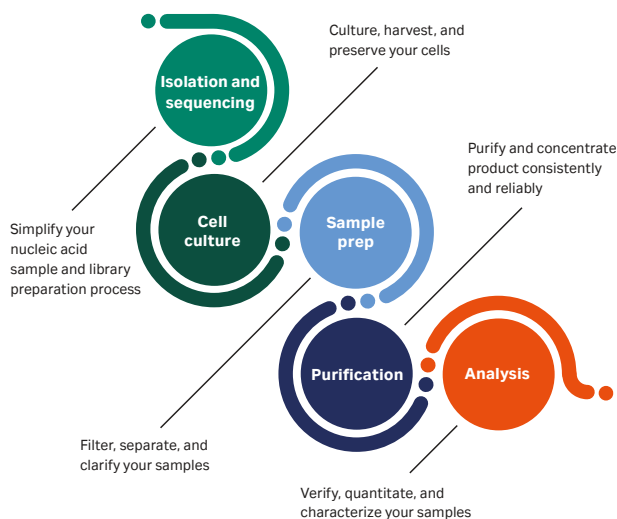 Culture, harvest, and
preserve your cells
Isolation and
sequencing
Purify and concentrate
product consistently
and reliably
Cell
culture
Sample
prep
Simplify your
nucleic acid
sample and library
preparation process
Purification
Analysis
Filter, separate, and
clarify your samples
Verify, quantitate, and
characterize your samples